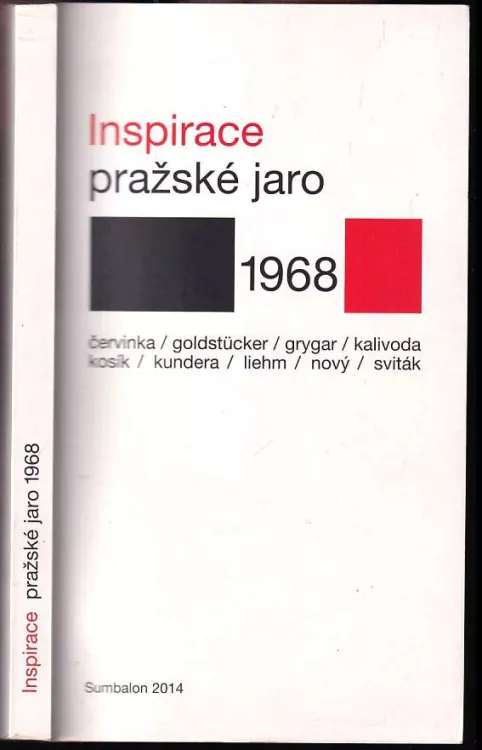 Inspirace
pražské jaro
1968
červinka / goldstücker / grygar / kalivoda
kosík / kundera / liehm / nový / sviták
Sumbalon 2014
Inspirace pražské jaro 1968